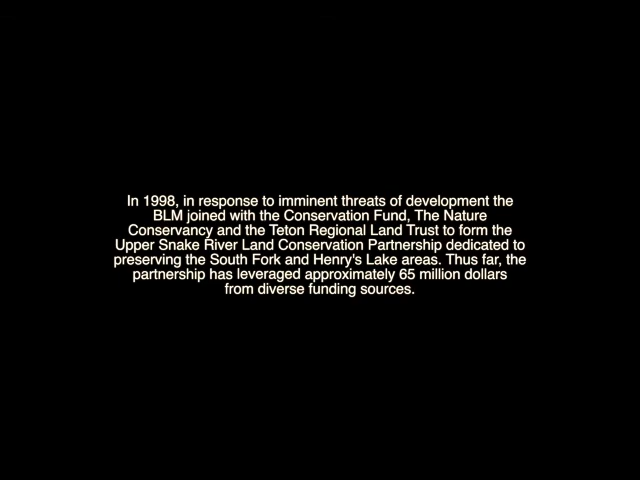 In 1998, in response to imminent threats of development the
BLM joined with the Conservation Fund, The Nature
Conservancy and the Teton Regional Land Trust to form the
Upper Snake River Land Conservation Partnership dedicated to
preserving the South Fork and Henry's Lake areas. Thus far, the
partnership has leveraged approximately 65 million dollars
from diverse funding sources.